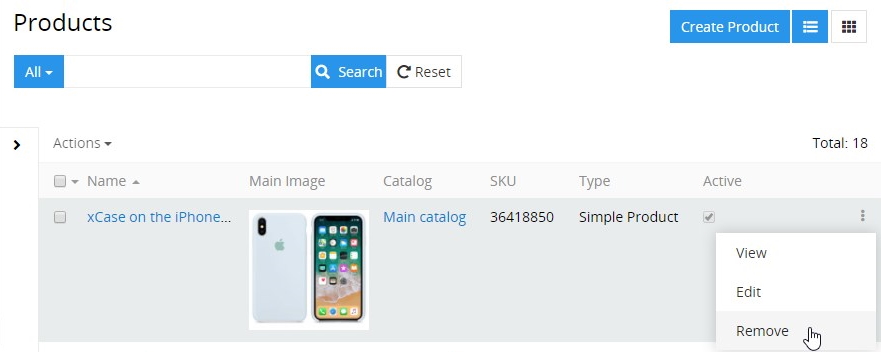 Products
Create Product
All
Search
Reset
Actions
Total: 18
Name Main Image Catalog SKU Type Active
xCase on the iPhone... Main catalog 36418850 Simple Product
View
Edit
Remove